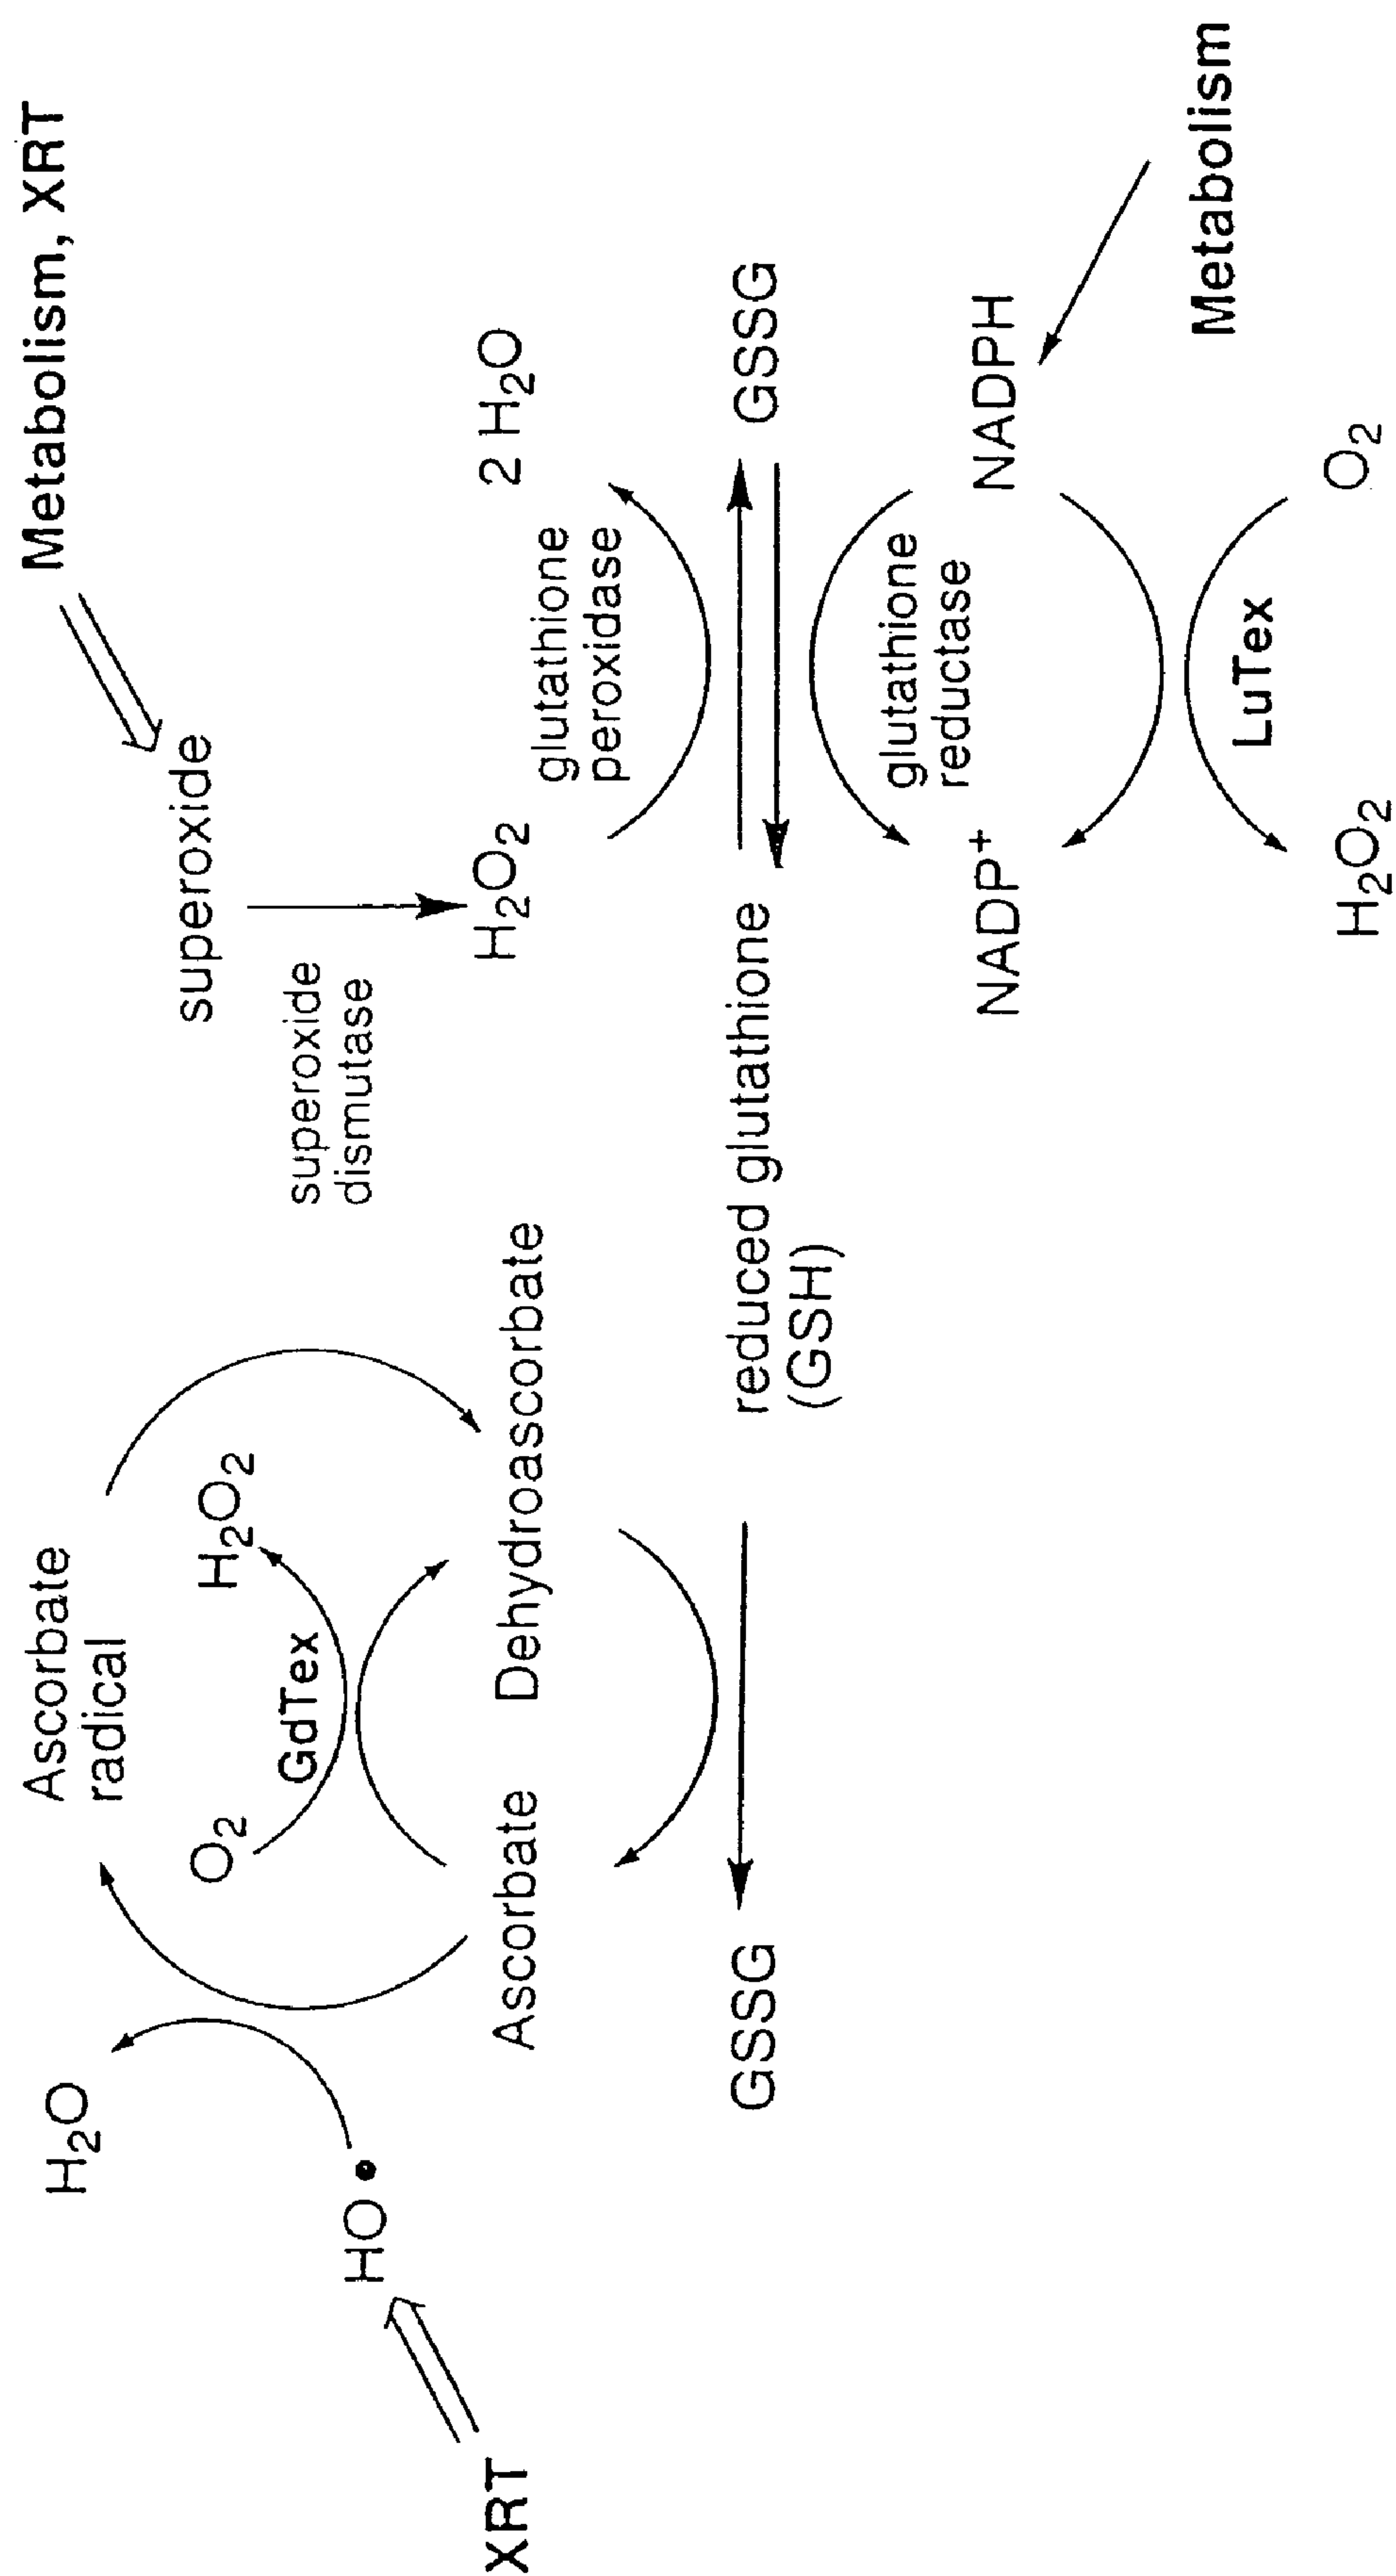 Metabolism, XRT
superoxide
superoxide
dismutase
H2O2
glutathione
peroxidase
2 H2O
Ascorbate
radical
H2O
O2
H2O2
GdTex
HO•
XRT
Ascorbate
Dehydroascorbate
GSSG
reduced glutathione
(GSH)
GSSG
glutathione
reductase
NADP+
NADPH
Metabolism
LuTex
H2O2
O2